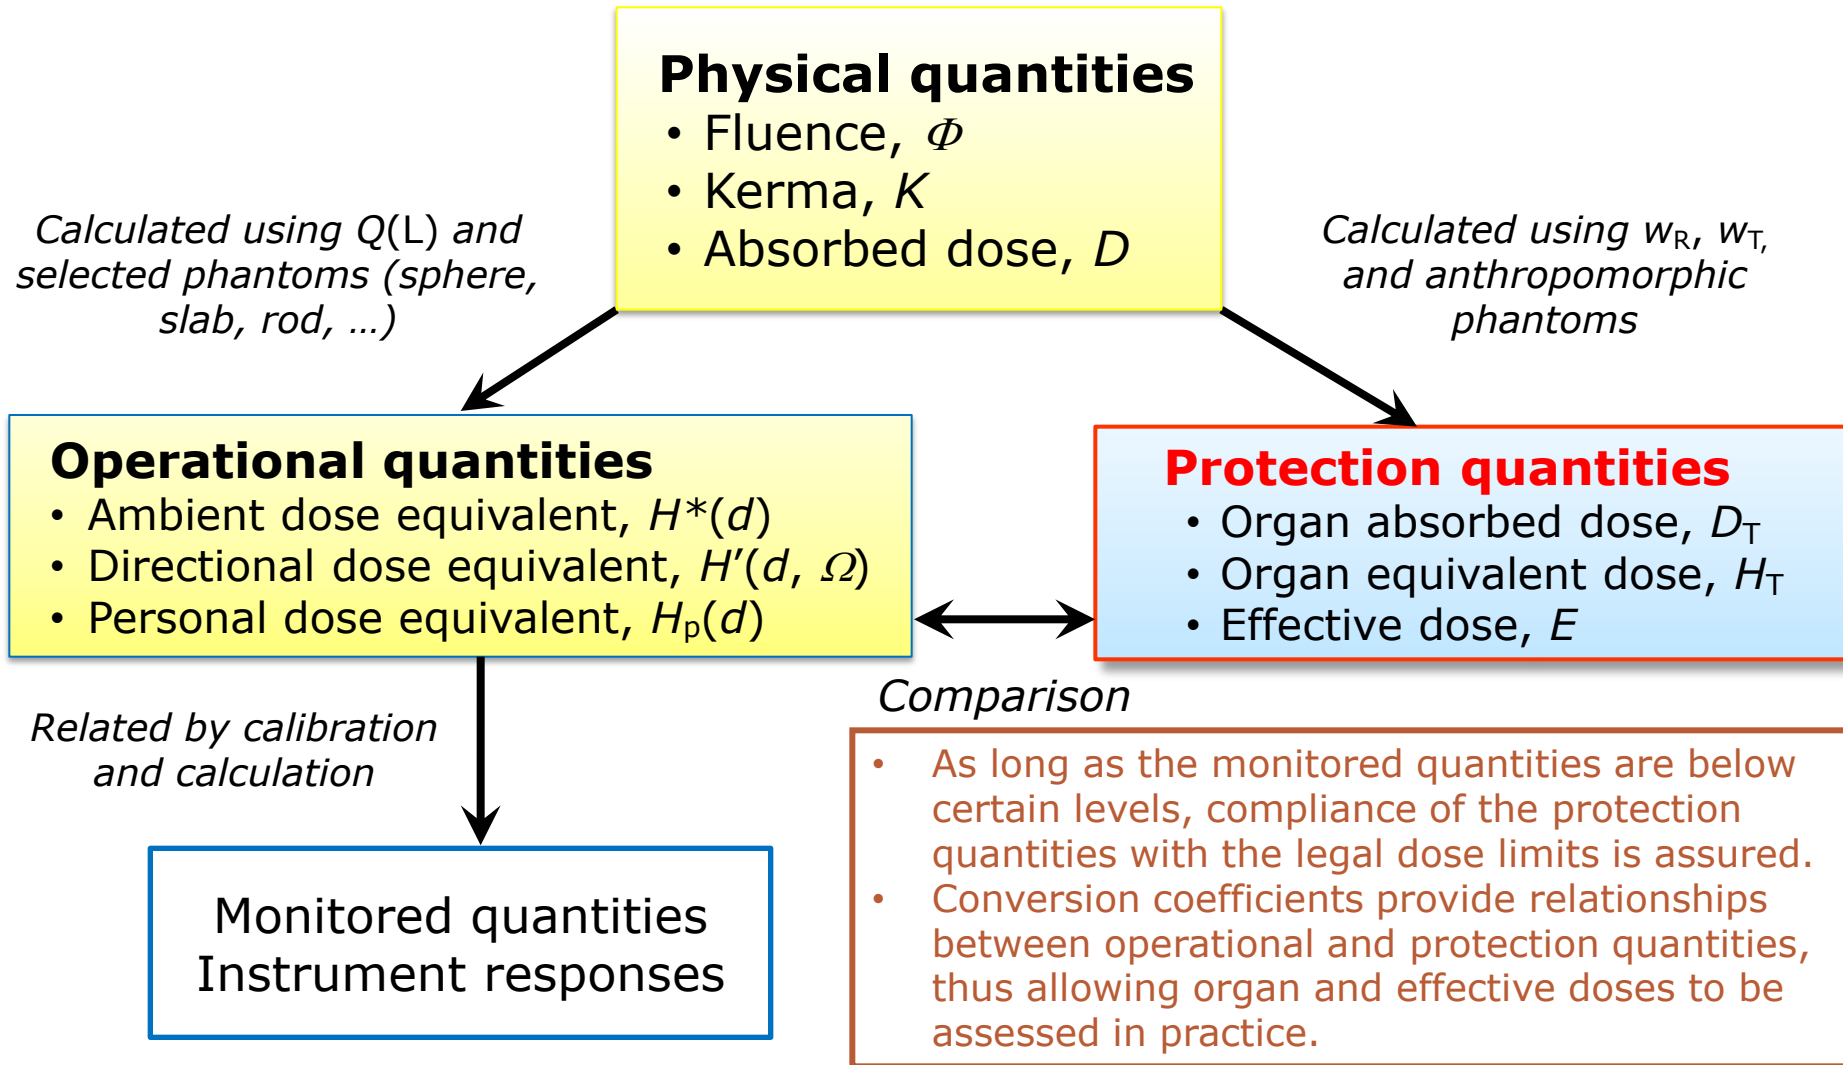 Physical quantities
• Fluence, Φ
• Kerma, K
• Absorbed dose, D
Calculated using Q(L) and
selected phantoms (sphere,
slab, rod, …)
Calculated using wR, wT,
and anthropomorphic
phantoms
Operational quantities
• Ambient dose equivalent, H*(d)
• Directional dose equivalent, H'(d, Ω)
• Personal dose equivalent, Hp(d)
Protection quantities
• Organ absorbed dose, DT
• Organ equivalent dose, HT
• Effective dose, E
Comparison
Related by calibration
and calculation
Monitored quantities
Instrument responses
• As long as the monitored quantities are below
certain levels, compliance of the protection
quantities with the legal dose limits is assured.
• Conversion coefficients provide relationships
between operational and protection quantities,
thus allowing organ and effective doses to be
assessed in practice.